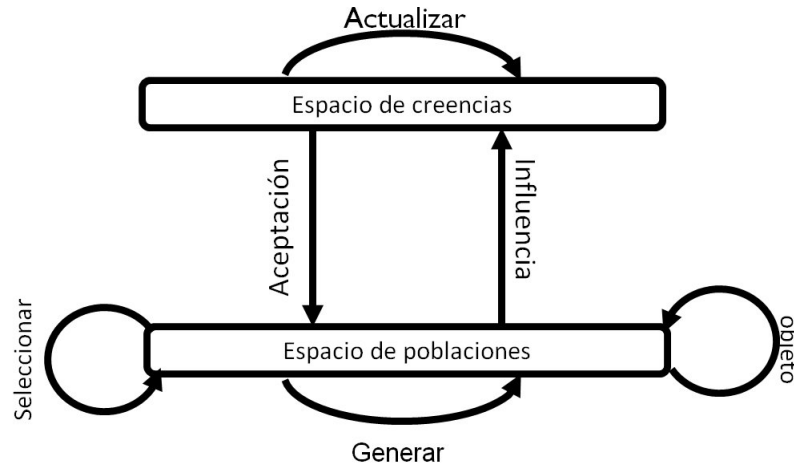 Actualizar
Espacio de creencias
Aceptación
Influencia
Seleccionar
Espacio de poblaciones
objeto
Generar